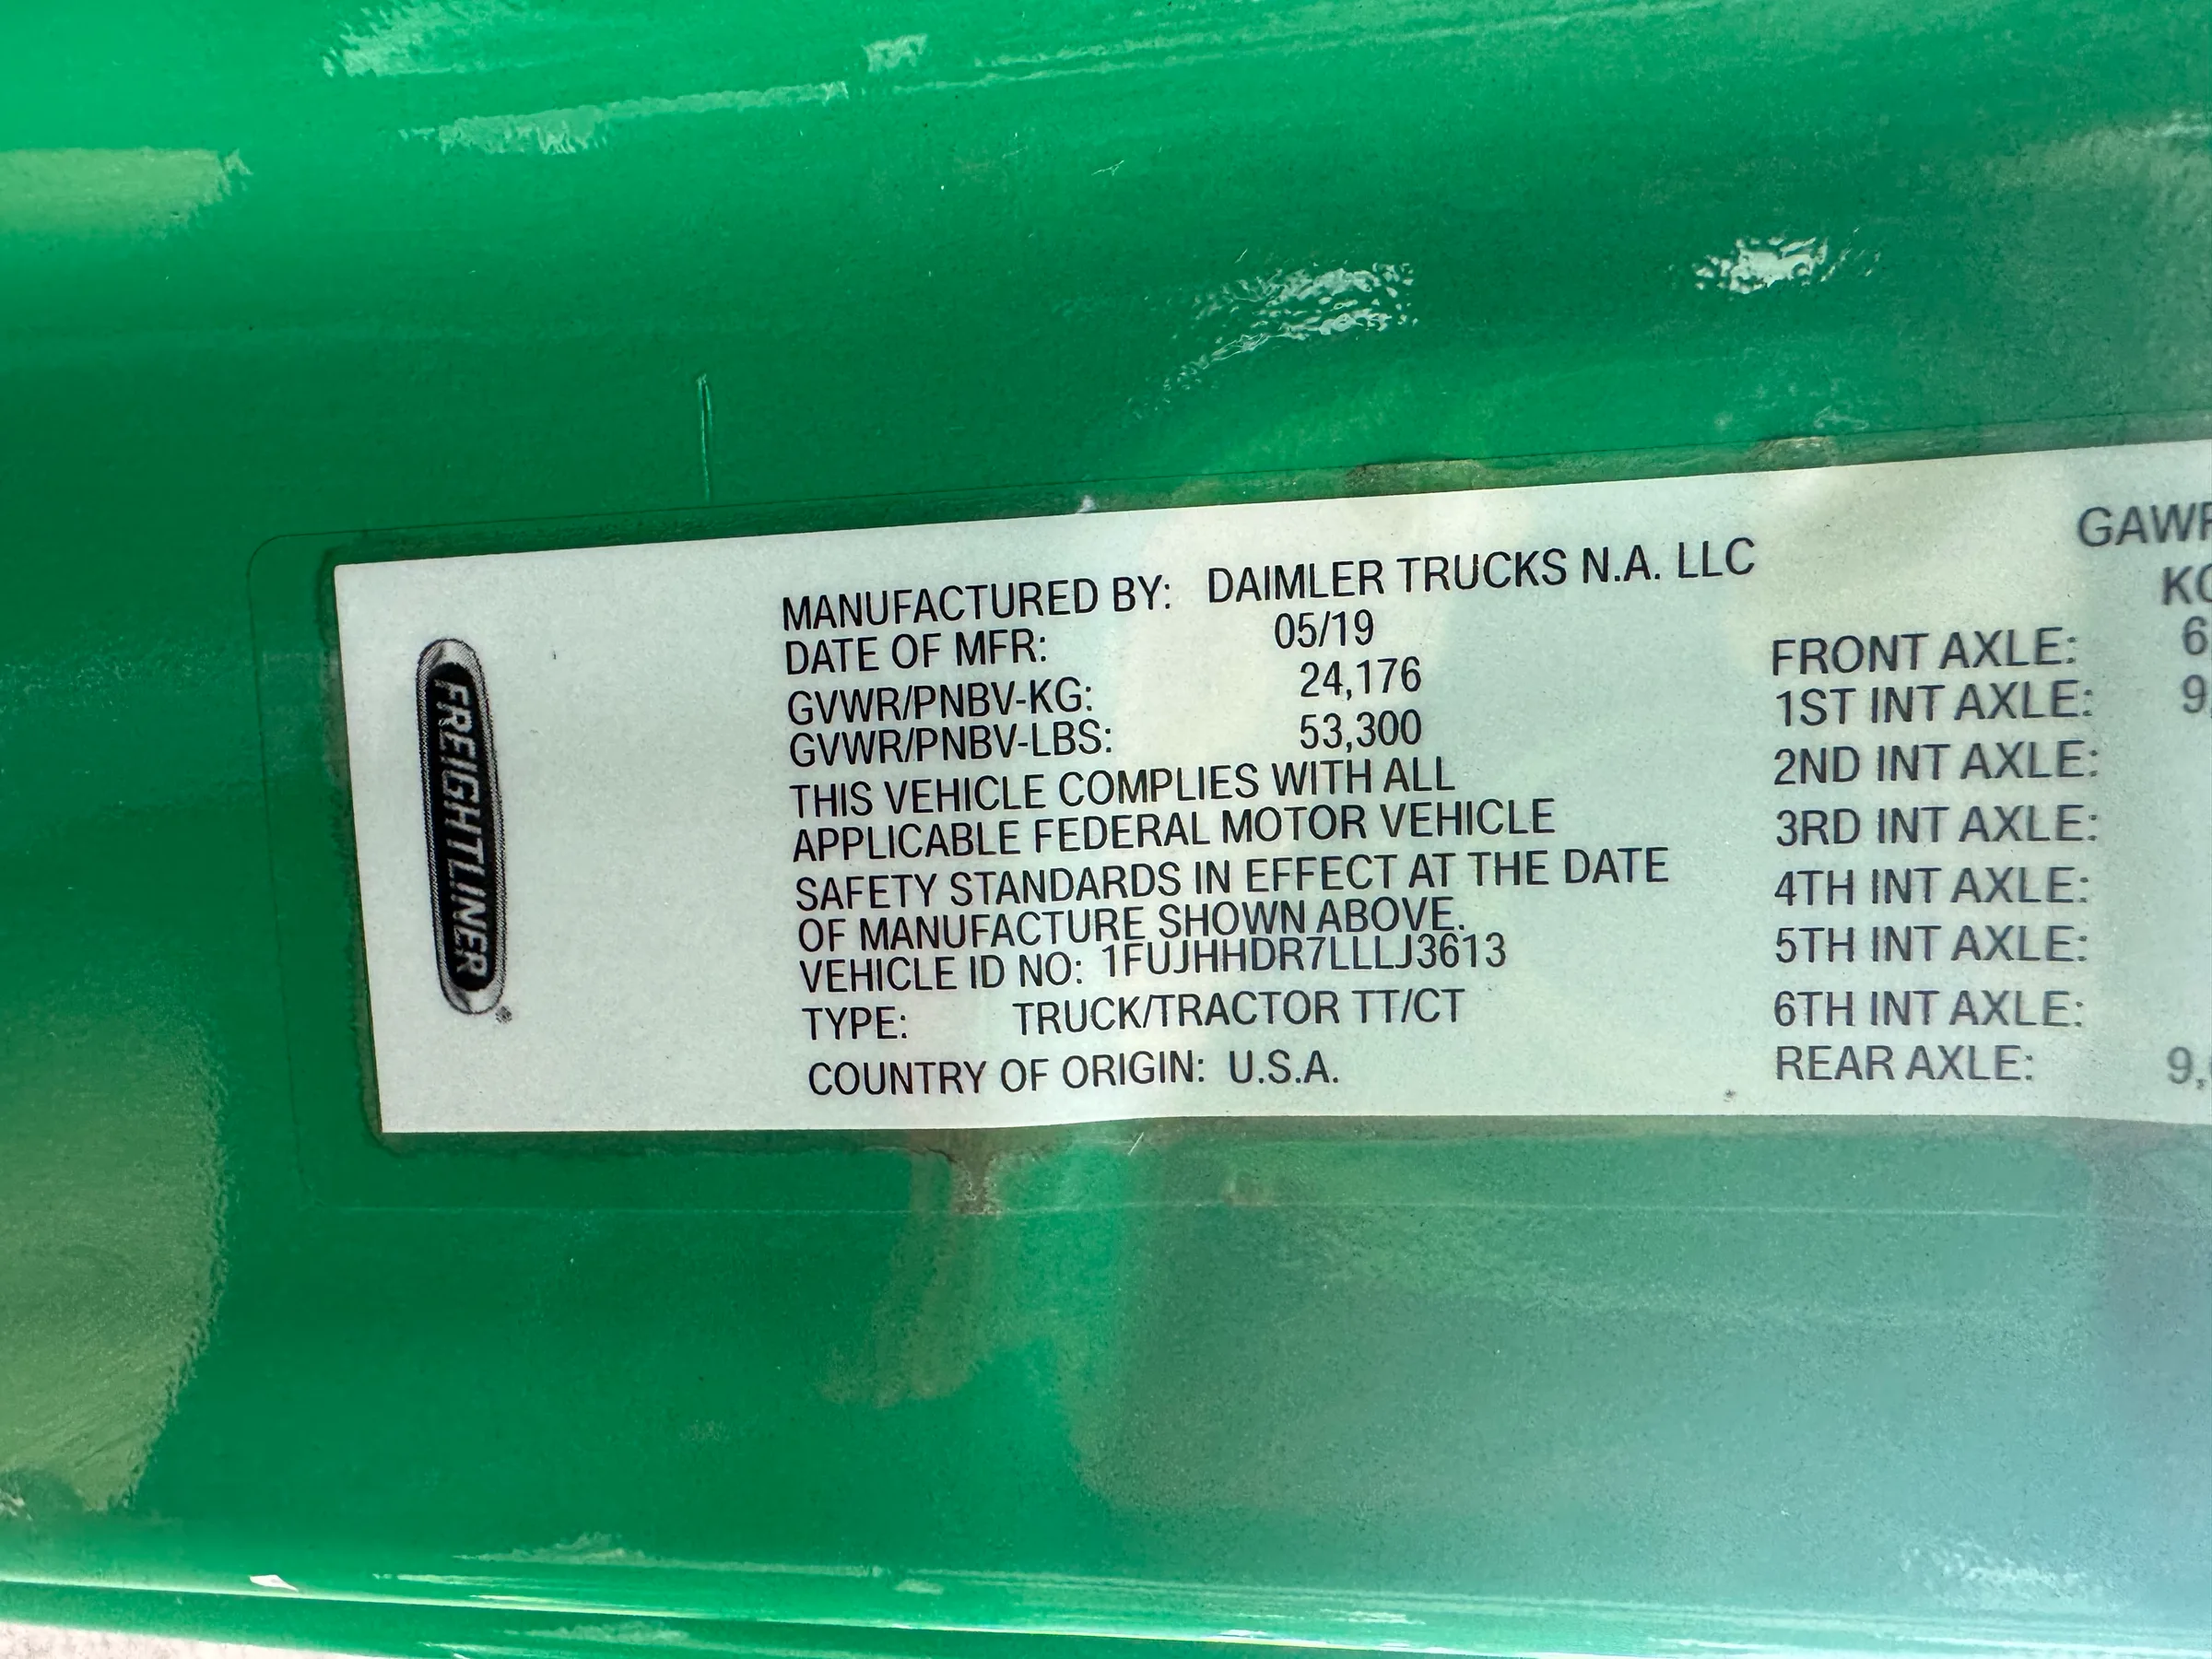 FREIGHTLINER®
MANUFACTURED BY: DAIMLER TRUCKS N.A. LLC
DATE OF MFR: 05/19
GVWR/PNBV-KG: 24,176
GVWR/PNBV-LBS: 53,300
THIS VEHICLE COMPLIES WITH ALL
APPLICABLE FEDERAL MOTOR VEHICLE
SAFETY STANDARDS IN EFFECT AT THE DATE
OF MANUFACTURE SHOWN ABOVE.
VEHICLE ID NO: 1FUJHHDR7LLLJ3613
TYPE: TRUCK/TRACTOR TT/CT
COUNTRY OF ORIGIN: U.S.A.
FRONT AXLE:
1ST INT AXLE:
2ND INT AXLE:
3RD INT AXLE:
4TH INT AXLE:
5TH INT AXLE:
6TH INT AXLE:
REAR AXLE: